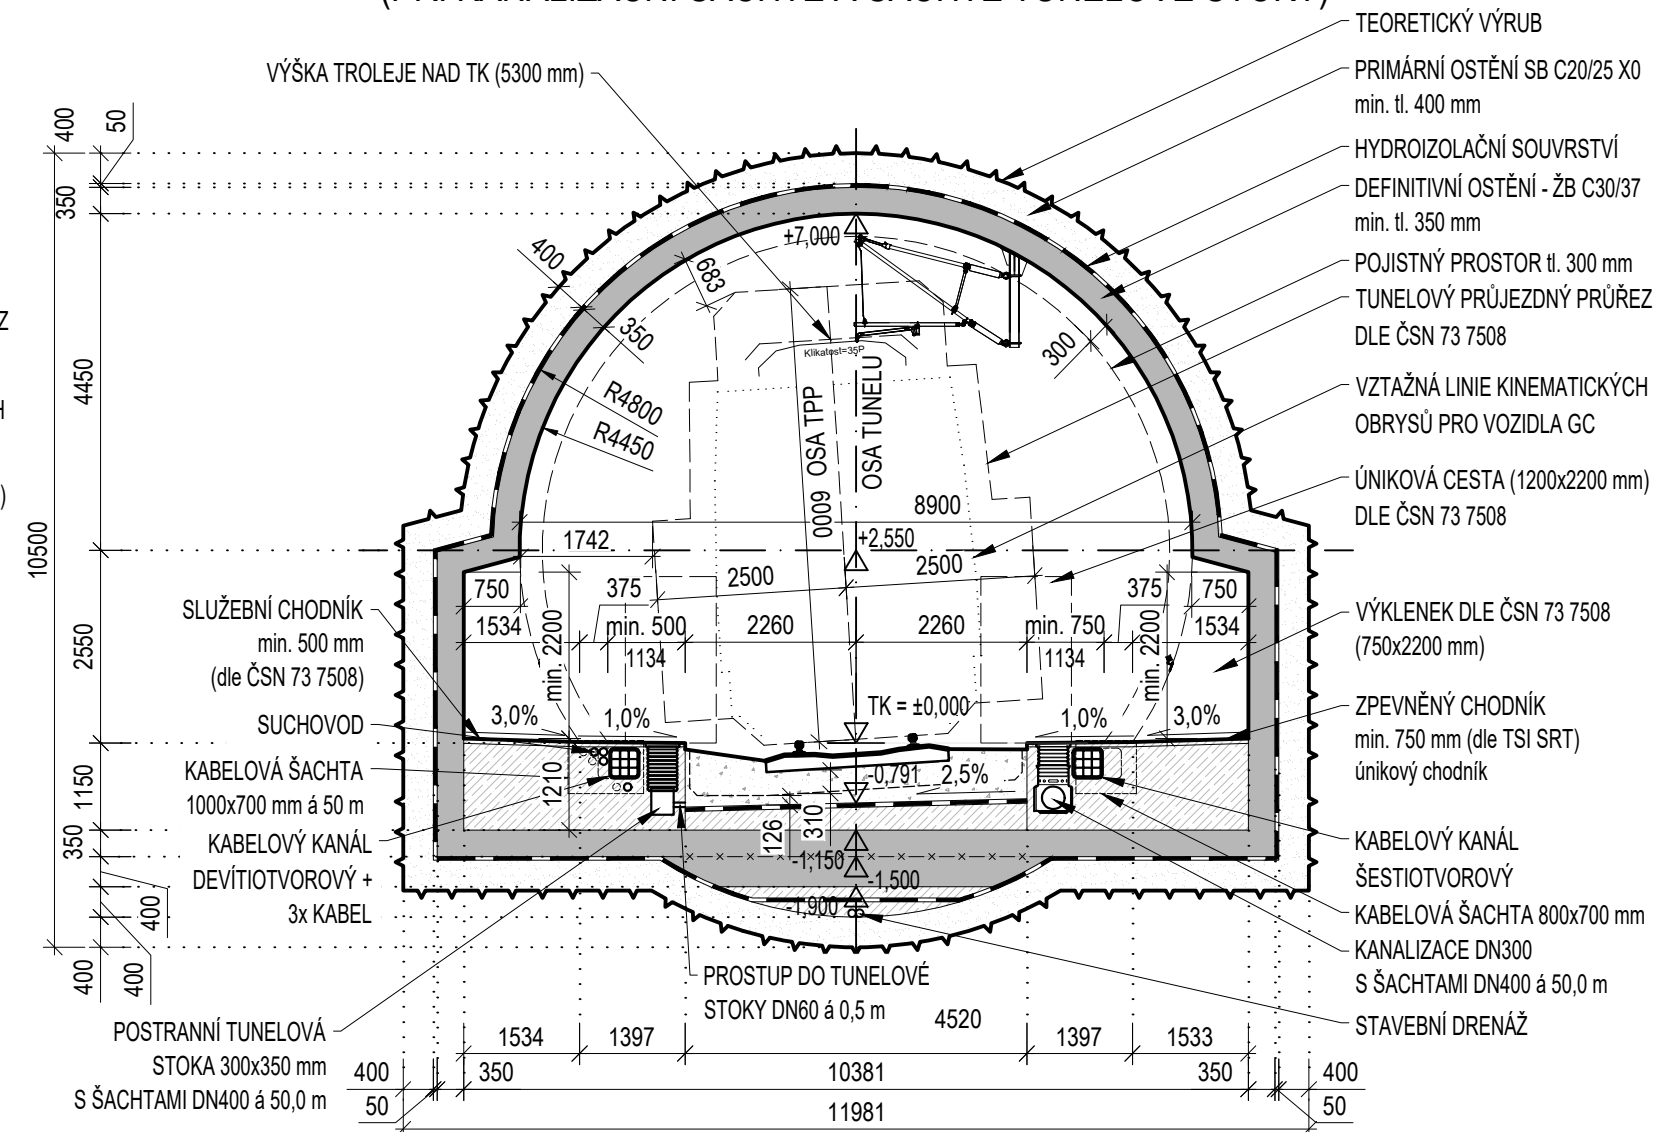 VÝŠKA TROLEJE NAD TK (5300 mm)
TEORETICKÝ VÝRUB
PRIMÁRNÍ OSTĚNÍ SB C20/25 X0
min. tl. 400 mm
HYDROIZOLAČNÍ SOUVRSTVÍ
DEFINITIVNÍ OSTĚNÍ - ŽB C30/37
min. tl. 350 mm
POJISTNÝ PROSTOR tl. 300 mm
TUNELOVÝ PRŮJEZDNÝ PRŮŘEZ
DLE ČSN 73 7508
VZTAŽNÁ LINIE KINEMATICKÝCH
OBRYSŮ PRO VOZIDLA GC
ÚNIKOVÁ CESTA (1200x2200 mm)
DLE ČSN 73 7508
VÝKLENEK DLE ČSN 73 7508
(750x2200 mm)
ZPEVNĚNÝ CHODNÍK
min. 750 mm (dle TSI SRT)
únikový chodník
KABELOVÝ KANÁL
ŠESTIOTVOROVÝ
KABELOVÁ ŠACHTA 800x700 mm
KANALIZACE DN300
S ŠACHTAMI DN400 á 50,0 m
STAVEBNÍ DRENÁŽ
Z
H
)
SLUŽEBNÍ CHODNÍK
min. 500 mm
(dle ČSN 73 7508)
SUCHOVOD
KABELOVÁ ŠACHTA
1000x700 mm á 50 m
KABELOVÝ KANÁL
DEVÍTIOTVOROVÝ +
3x KABEL
POSTRANNÍ TUNELOVÁ
STOKA 300x350 mm
S ŠACHTAMI DN400 á 50,0 m
PROSTUP DO TUNELOVÉ
STOKY DN60 á 0,5 m
400
50
350
4450
10500
2550
1150
350
400
400
400
+7,000
683
400
350
300
Klikatost=35P
R4800
R4450
6000 OSA TPP
OSA TUNELU
8900
+2,550
1742
2500
2500
750
375
375
750
1534
min. 500
2260
2260
min. 750
1534
1134
1134
min. 2200
min. 2200
TK = ±0,000
3,0%
1,0%
1,0%
3,0%
1210
-0,791
2,5%
126
310
-1,150
-1,500
-1,900
1534
1397
4520
1397
1533
400
350
10381
350
400
50
11981
50